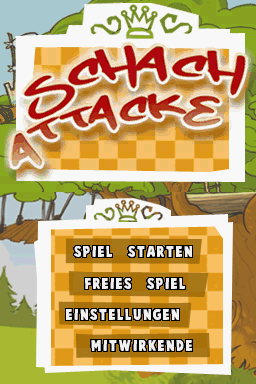 SCHACH
ATTACKE
SPIEL STARTEN
FREIES SPIEL
EINSTELLUNGEN
MITWIRKENDE